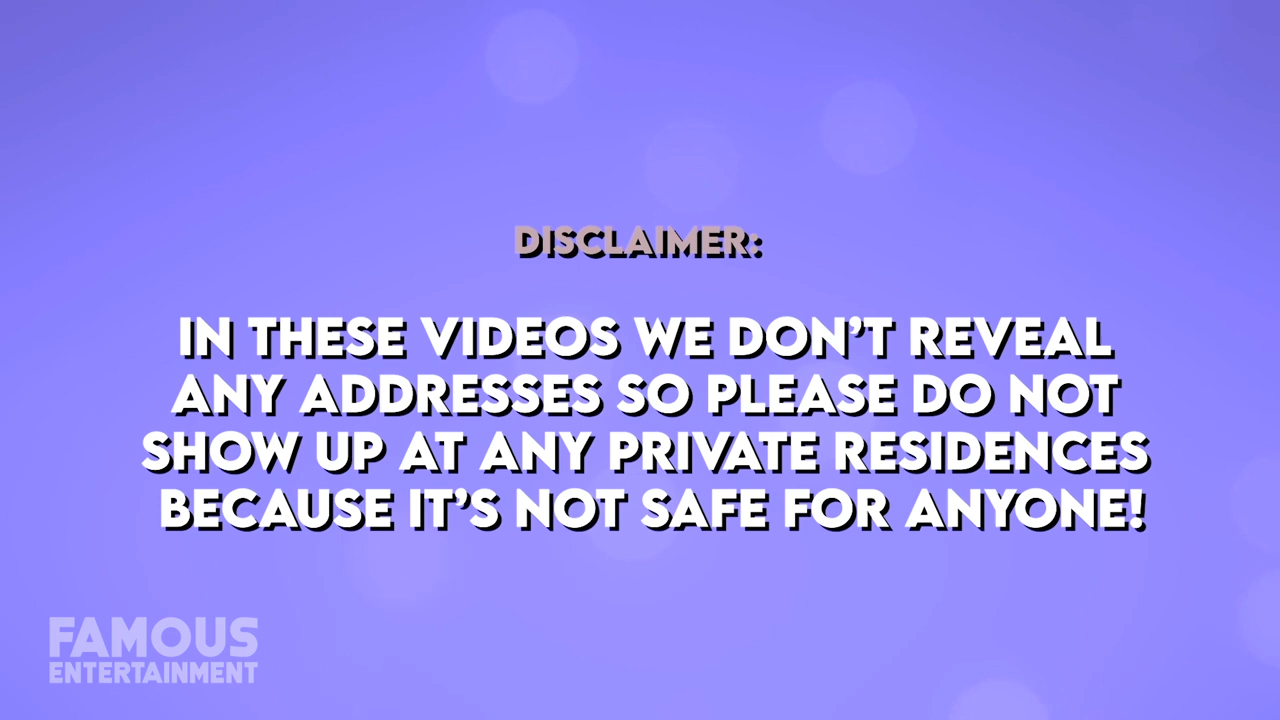 DISCLAIMER:
IN THESE VIDEOS WE DON’T REVEAL
ANY ADDRESSES SO PLEASE DO NOT
SHOW UP AT ANY PRIVATE RESIDENCES
BECAUSE IT’S NOT SAFE FOR ANYONE!
FAMOUS
ENTERTAINMENT